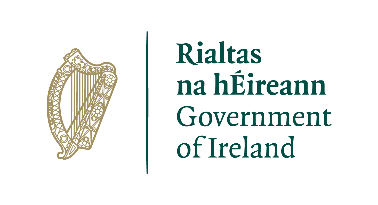 Rialtas
na hÉireann
Government
of Ireland